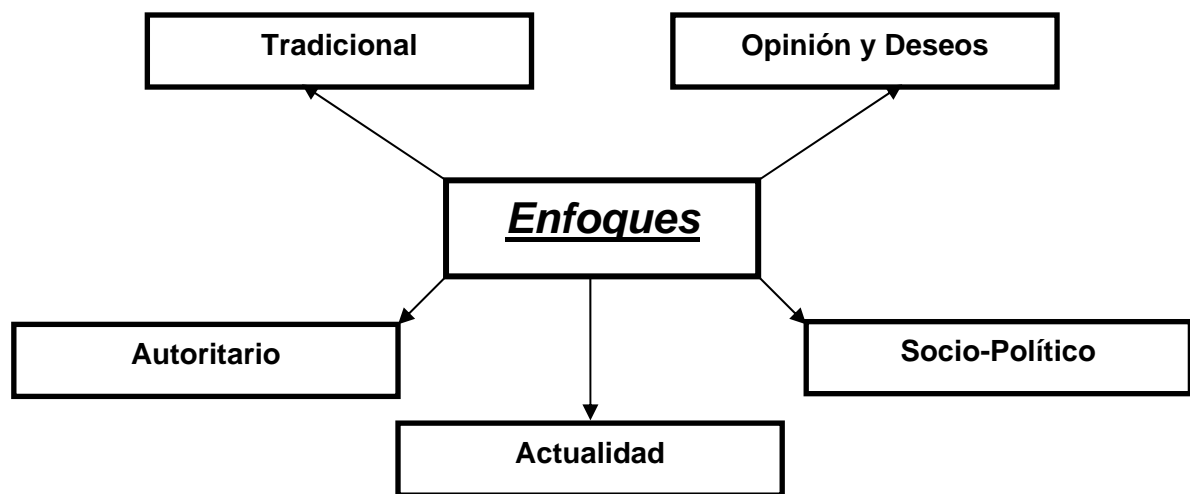 Tradicional
Opinión y Deseos
Enfoques
Autoritario
Socio-Político
Actualidad